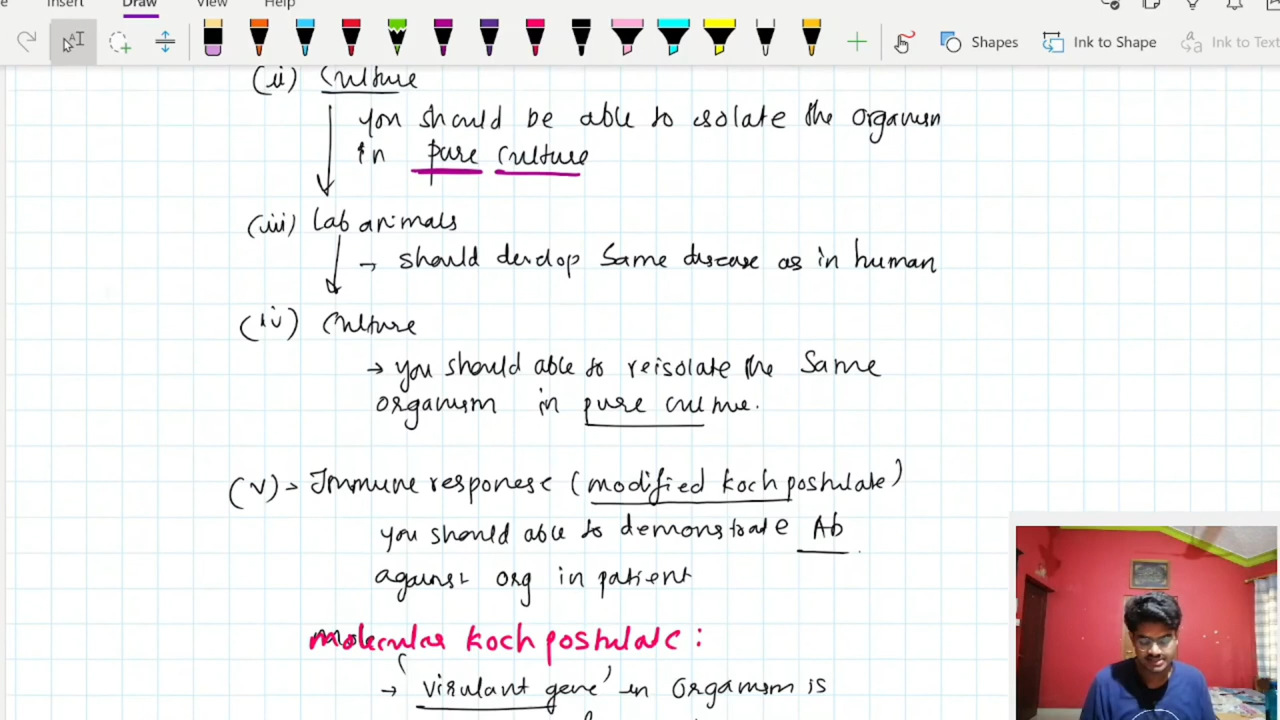 Insert Draw View Help
Shapes Ink to Shape Ink to Text
(ii) Culture
you should be able to isolate the organism
in pure culture
(iii) Lab animals
→ should develop same disease as in human
(iv) Culture
→ you should able to reisolate the same
organism in pure culture.
(v) → Immune response (modified Koch postulate)
you should able to demonstrate Ab
against org in patient
molecular Koch postulate :
→ 'virulant gene' in organism is